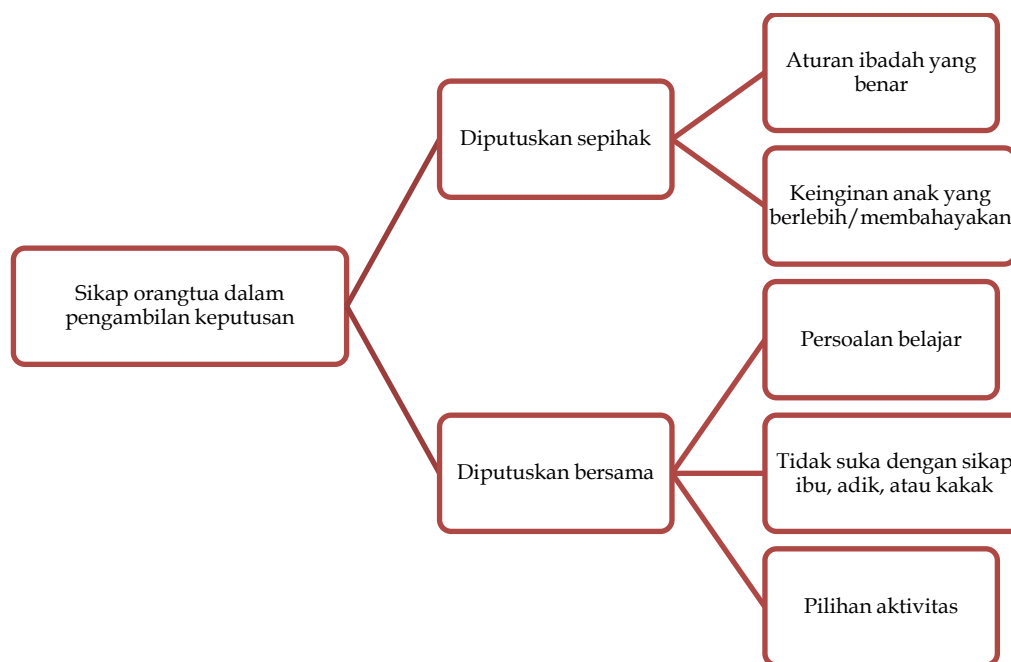 Sikap orangtua dalam
pengambilan keputusan
Diputuskan sepihak
Aturan ibadah yang
benar
Keinginan anak yang
berlebih/membahayakan
Diputuskan bersama
Persoalan belajar
Tidak suka dengan sikap
ibu, adik, atau kakak
Pilihan aktivitas